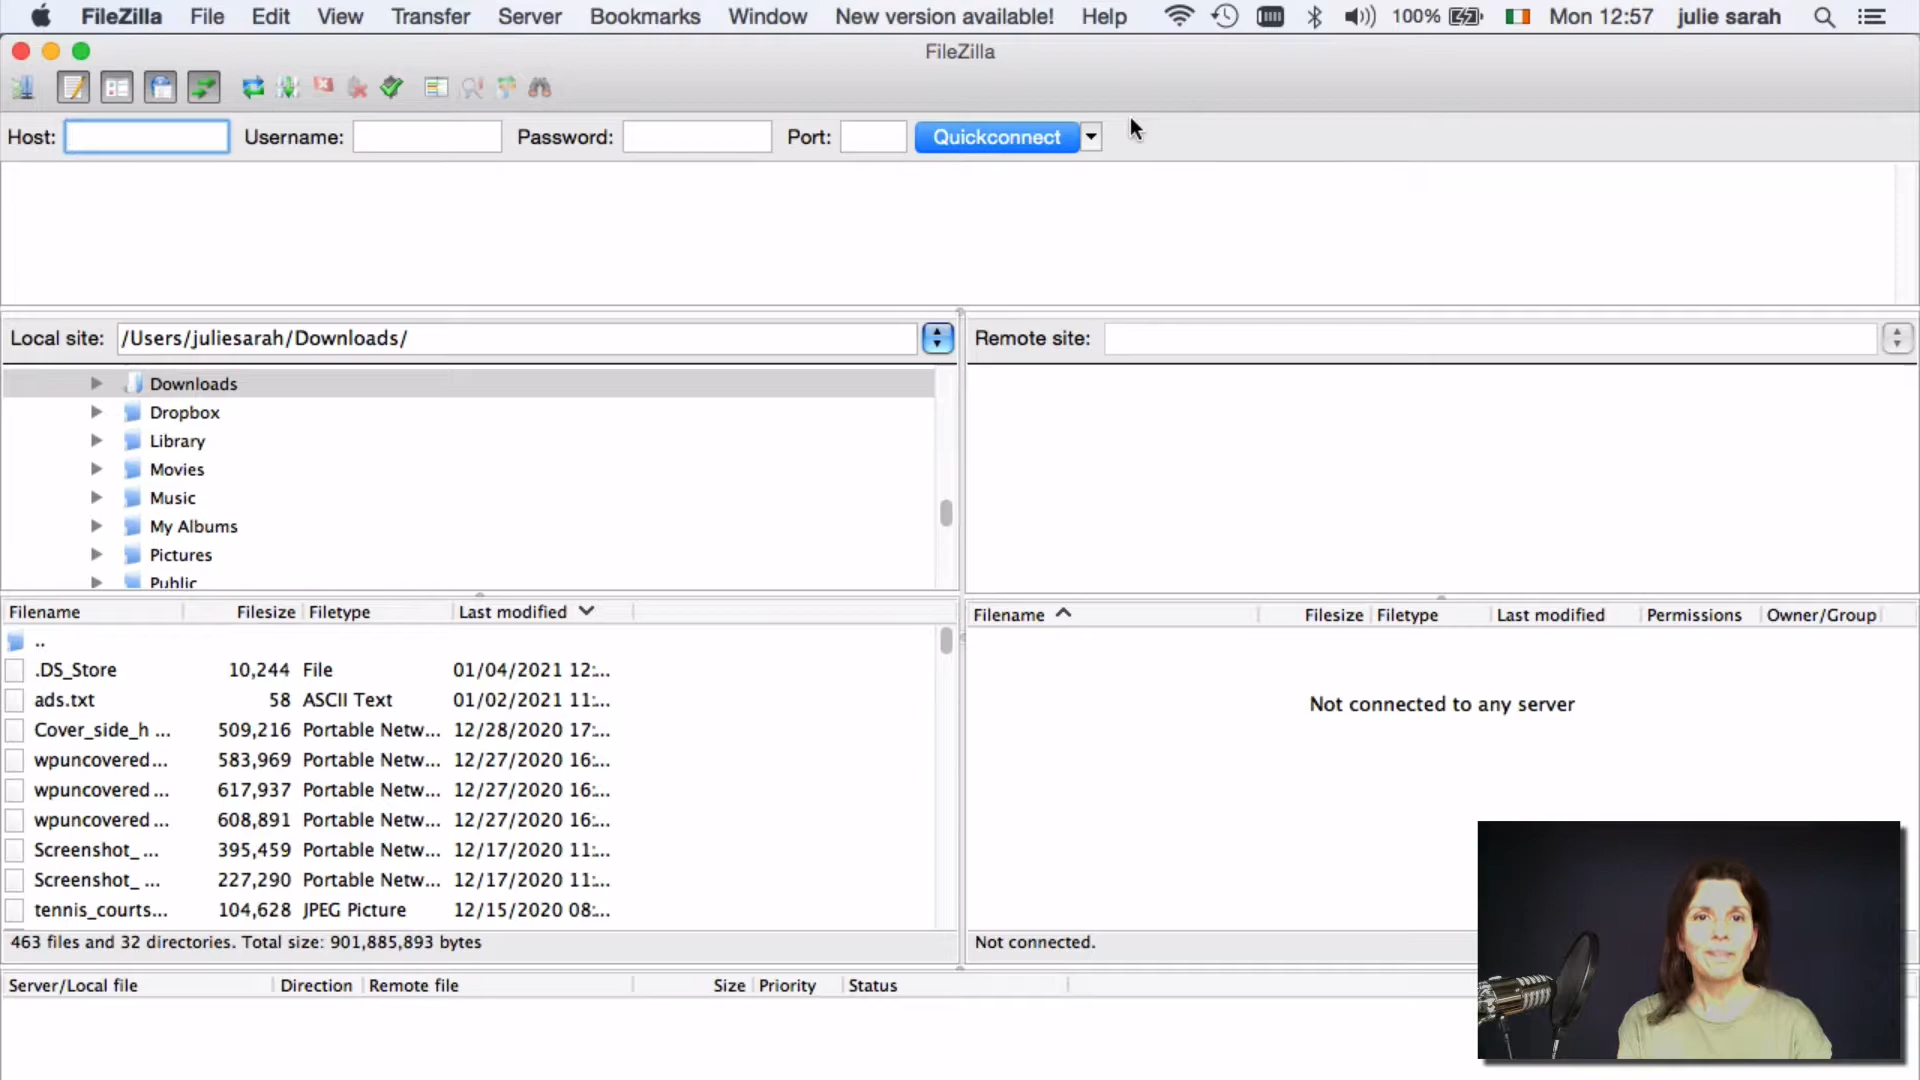 FileZilla File Edit View Transfer Server Bookmarks Window New version available! Help 100% Mon 12:57 julie sarah
FileZilla
Host: Username: Password: Port: Quickconnect
Local site: /Users/juliesarah/Downloads/
Remote site:
Downloads
Dropbox
Library
Movies
Music
My Albums
Pictures
Public
Filename Filesize Filetype Last modified
..
.DS_Store 10,244 File 01/04/2021 12:...
ads.txt 58 ASCII Text 01/02/2021 11:...
Cover_side_h ... 509,216 Portable Netw... 12/28/2020 17:...
wpuncovered ... 583,969 Portable Netw... 12/27/2020 16:...
wpuncovered ... 617,937 Portable Netw... 12/27/2020 16:...
wpuncovered ... 608,891 Portable Netw... 12/27/2020 16:...
Screenshot_ ... 395,459 Portable Netw... 12/17/2020 11:...
Screenshot_ ... 227,290 Portable Netw... 12/17/2020 11:...
tennis_courts... 104,628 JPEG Picture 12/15/2020 08:...
463 files and 32 directories. Total size: 901,885,893 bytes
Filename Filesize Filetype Last modified Permissions Owner/Group
Not connected to any server
Not connected.
Server/Local file Direction Remote file Size Priority Status